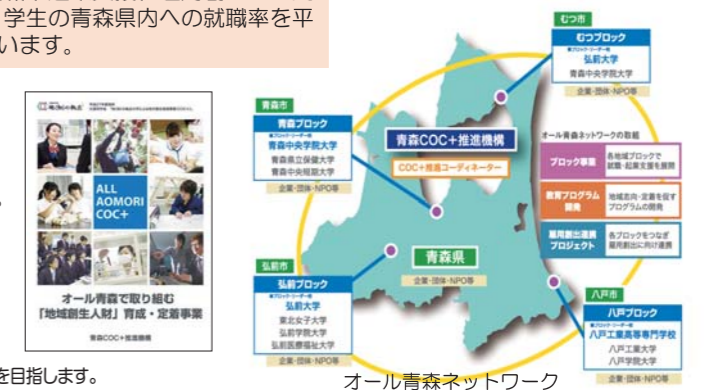 学生の青森県内への就職率を平
います。
ALL
AOMORI
COC+
オール青森で取り組む
「地域創生人財」育成・定着事業
青森COC+推進機構
を目指します。
むつ市
むつブロック
弘前大学
青森中央学院大学
企業・団体・NPO等
青森市
青森ブロック
青森中央学院大学
青森県立保健大学
青森中央短期大学
企業・団体・NPO等
青森COC+推進機構
COC+推進コーディネーター
オール青森ネットワークの取組
ブロック事業
各地域ブロックで
就職・起業支援を展開
教育プログラム
開発
地域志向・定着を促す
プログラムの開発
雇用創出連携
プロジェクト
各ブロックをつなぎ
雇用創出に向け連携
青森県
企業・団体・NPO等
弘前市
弘前ブロック
弘前大学
東北女子大学
弘前学院大学
弘前医療福祉大学
企業・団体・NPO等
八戸市
八戸ブロック
八戸工業高等専門学校
八戸工業大学
八戸学院大学
企業・団体・NPO等
オール青森ネットワーク